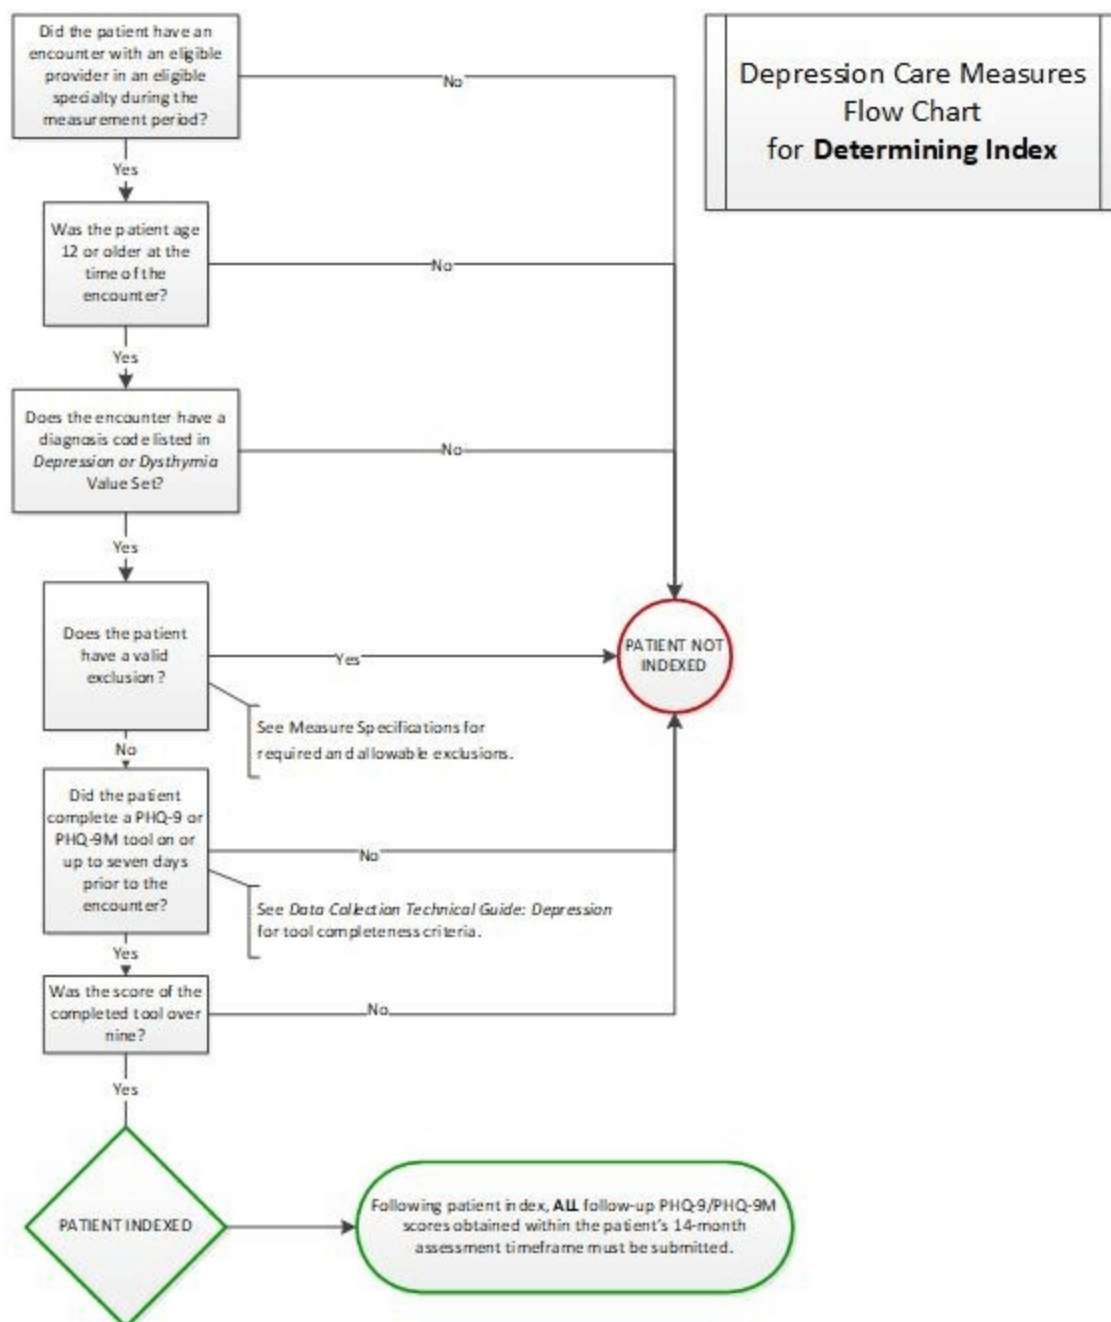 Did the patient have an
encounter with an eligible
provider in an eligible
specialty during the
measurement period?
No
Depression Care Measures
Flow Chart
for Determining Index
Yes
Was the patient age
12 or older at the
time of the
encounter?
No
Yes
Does the encounter have a
diagnosis code listed in
Depression or Dysthymia
Value Set?
No
Yes
Does the patient
have a valid
exclusion?
Yes
PATIENT NOT
INDEXED
See Measure Specifications for
required and allowable exclusions.
No
Did the patient
complete a PHQ-9 or
PHQ-9M tool on or
up to seven days
prior to the
encounter?
No
See Data Collection Technical Guide: Depression
for tool completeness criteria.
Yes
Was the score of the
completed tool over
nine?
No
Yes
PATIENT INDEXED
Following patient index, ALL follow-up PHQ-9/PHQ-9M
scores obtained within the patient's 14-month
assessment timeframe must be submitted.